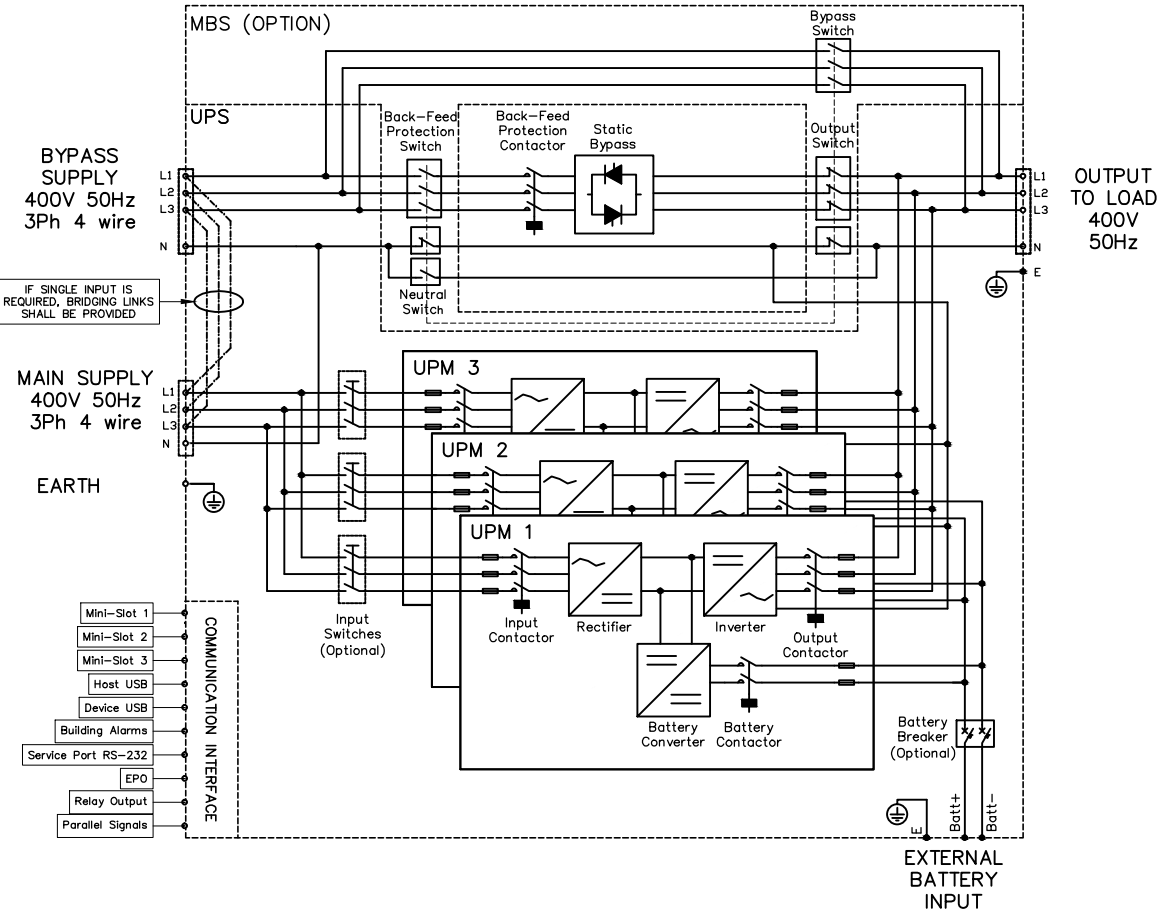 MBS (OPTION)
Bypass
Switch
UPS
Back-Feed
Protection
Switch
Back-Feed
Protection
Contactor
Static
Bypass
Output
Switch
BYPASS
SUPPLY
400V 50Hz
3Ph 4 wire
L1
L2
L3
N
L1
L2
L3
N
E
OUTPUT
TO LOAD
400V
50Hz
Neutral
Switch
IF SINGLE INPUT IS
REQUIRED, BRIDGING LINKS
SHALL BE PROVIDED
MAIN SUPPLY
400V 50Hz
3Ph 4 wire
L1
L2
L3
N
EARTH
UPM 3
UPM 2
UPM 1
Input
Switches
(Optional)
Input
Contactor
Rectifier
Inverter
Output
Contactor
Battery
Converter
Battery
Contactor
Battery
Breaker
(Optional)
Mini-Slot 1
Mini-Slot 2
Mini-Slot 3
Host USB
Device USB
Building Alarms
Service Port RS-232
EPO
Relay Output
Parallel Signals
COMMUNICATION INTERFACE
E
Batt+
Batt-
EXTERNAL
BATTERY
INPUT